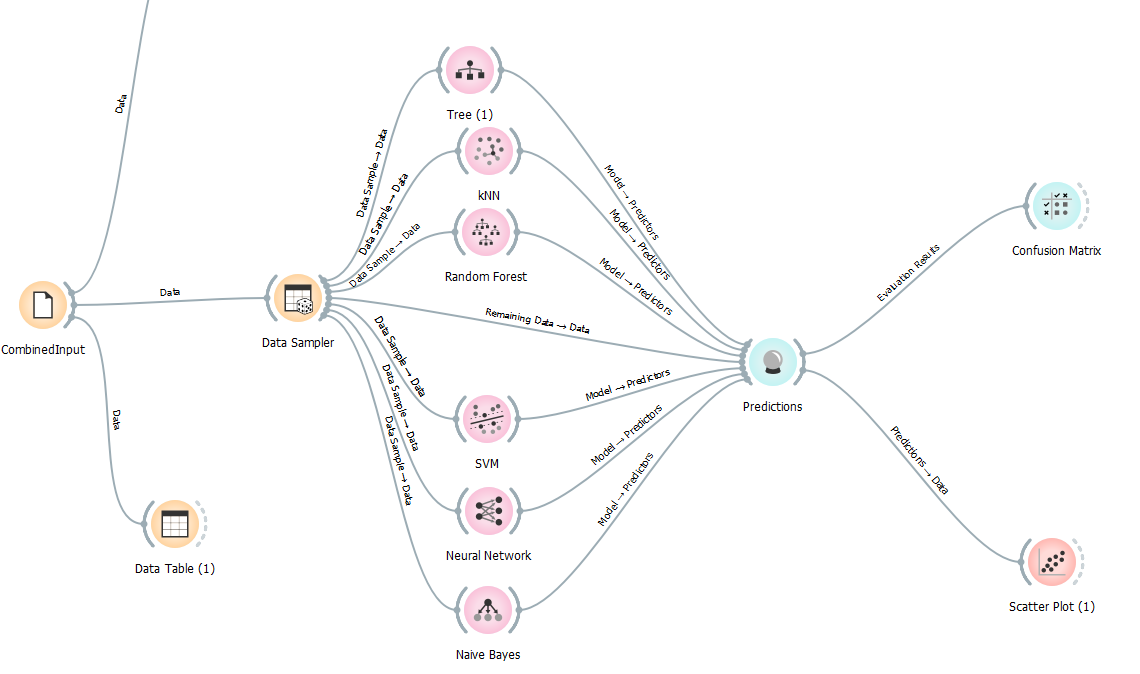 Data
Tree (1)
Data Sample → Data
kNN
Data Sample → Data
Model → Predictors
Model → Predictors
Random Forest
Data Sample → Data
Model → Predictors
Confusion Matrix
Evaluation Results
CombinedInput
Data
Data Sampler
Remaining Data → Data
Predictions
Data Sample → Data
Model → Predictors
SVM
Data Sample → Data
Model → Predictors
Neural Network
Data Sample → Data
Model → Predictors
Naive Bayes
Data
Data Table (1)
Predictions → Data
Scatter Plot (1)